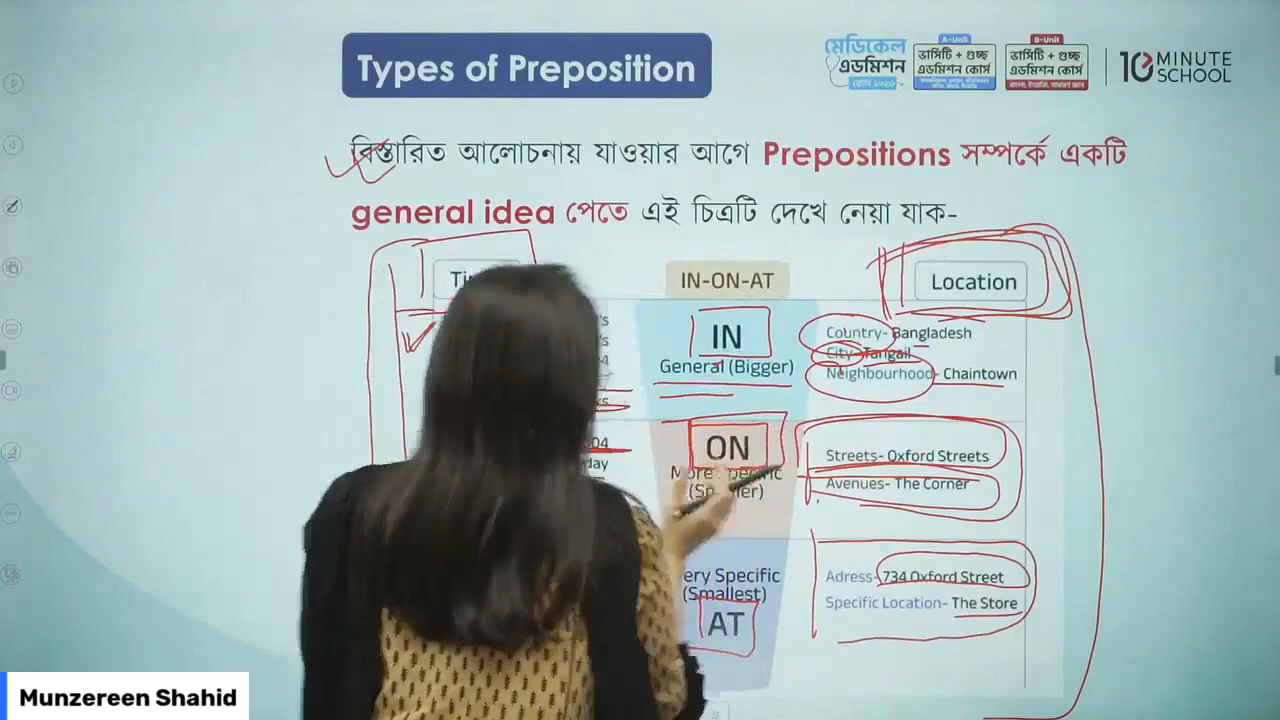 Types of Preposition
মেডিকেল
এডমিশন
A-Unit
ভার্সিটি + গুচ্ছ
এডমিশন কোর্স
B-Unit
ভার্সিটি + গুচ্ছ
এডমিশন কোর্স
10 MINUTE
SCHOOL
বিস্তারিত আলোচনায় যাওয়ার আগে Prepositions সম্পর্কে একটি
general idea পেতে এই চিত্রটি দেখে নেয়া যাক-
IN-ON-AT
Location
IN
General (Bigger)
Country- Bangladesh
City- Tangail
Neighbourhood- Chaintown
ON
Streets- Oxford Streets
Avenues- The Corner
ery Specific
(Smallest)
AT
Adress- 734 Oxford Street
Specific Location- The Store
Munzereen Shahid